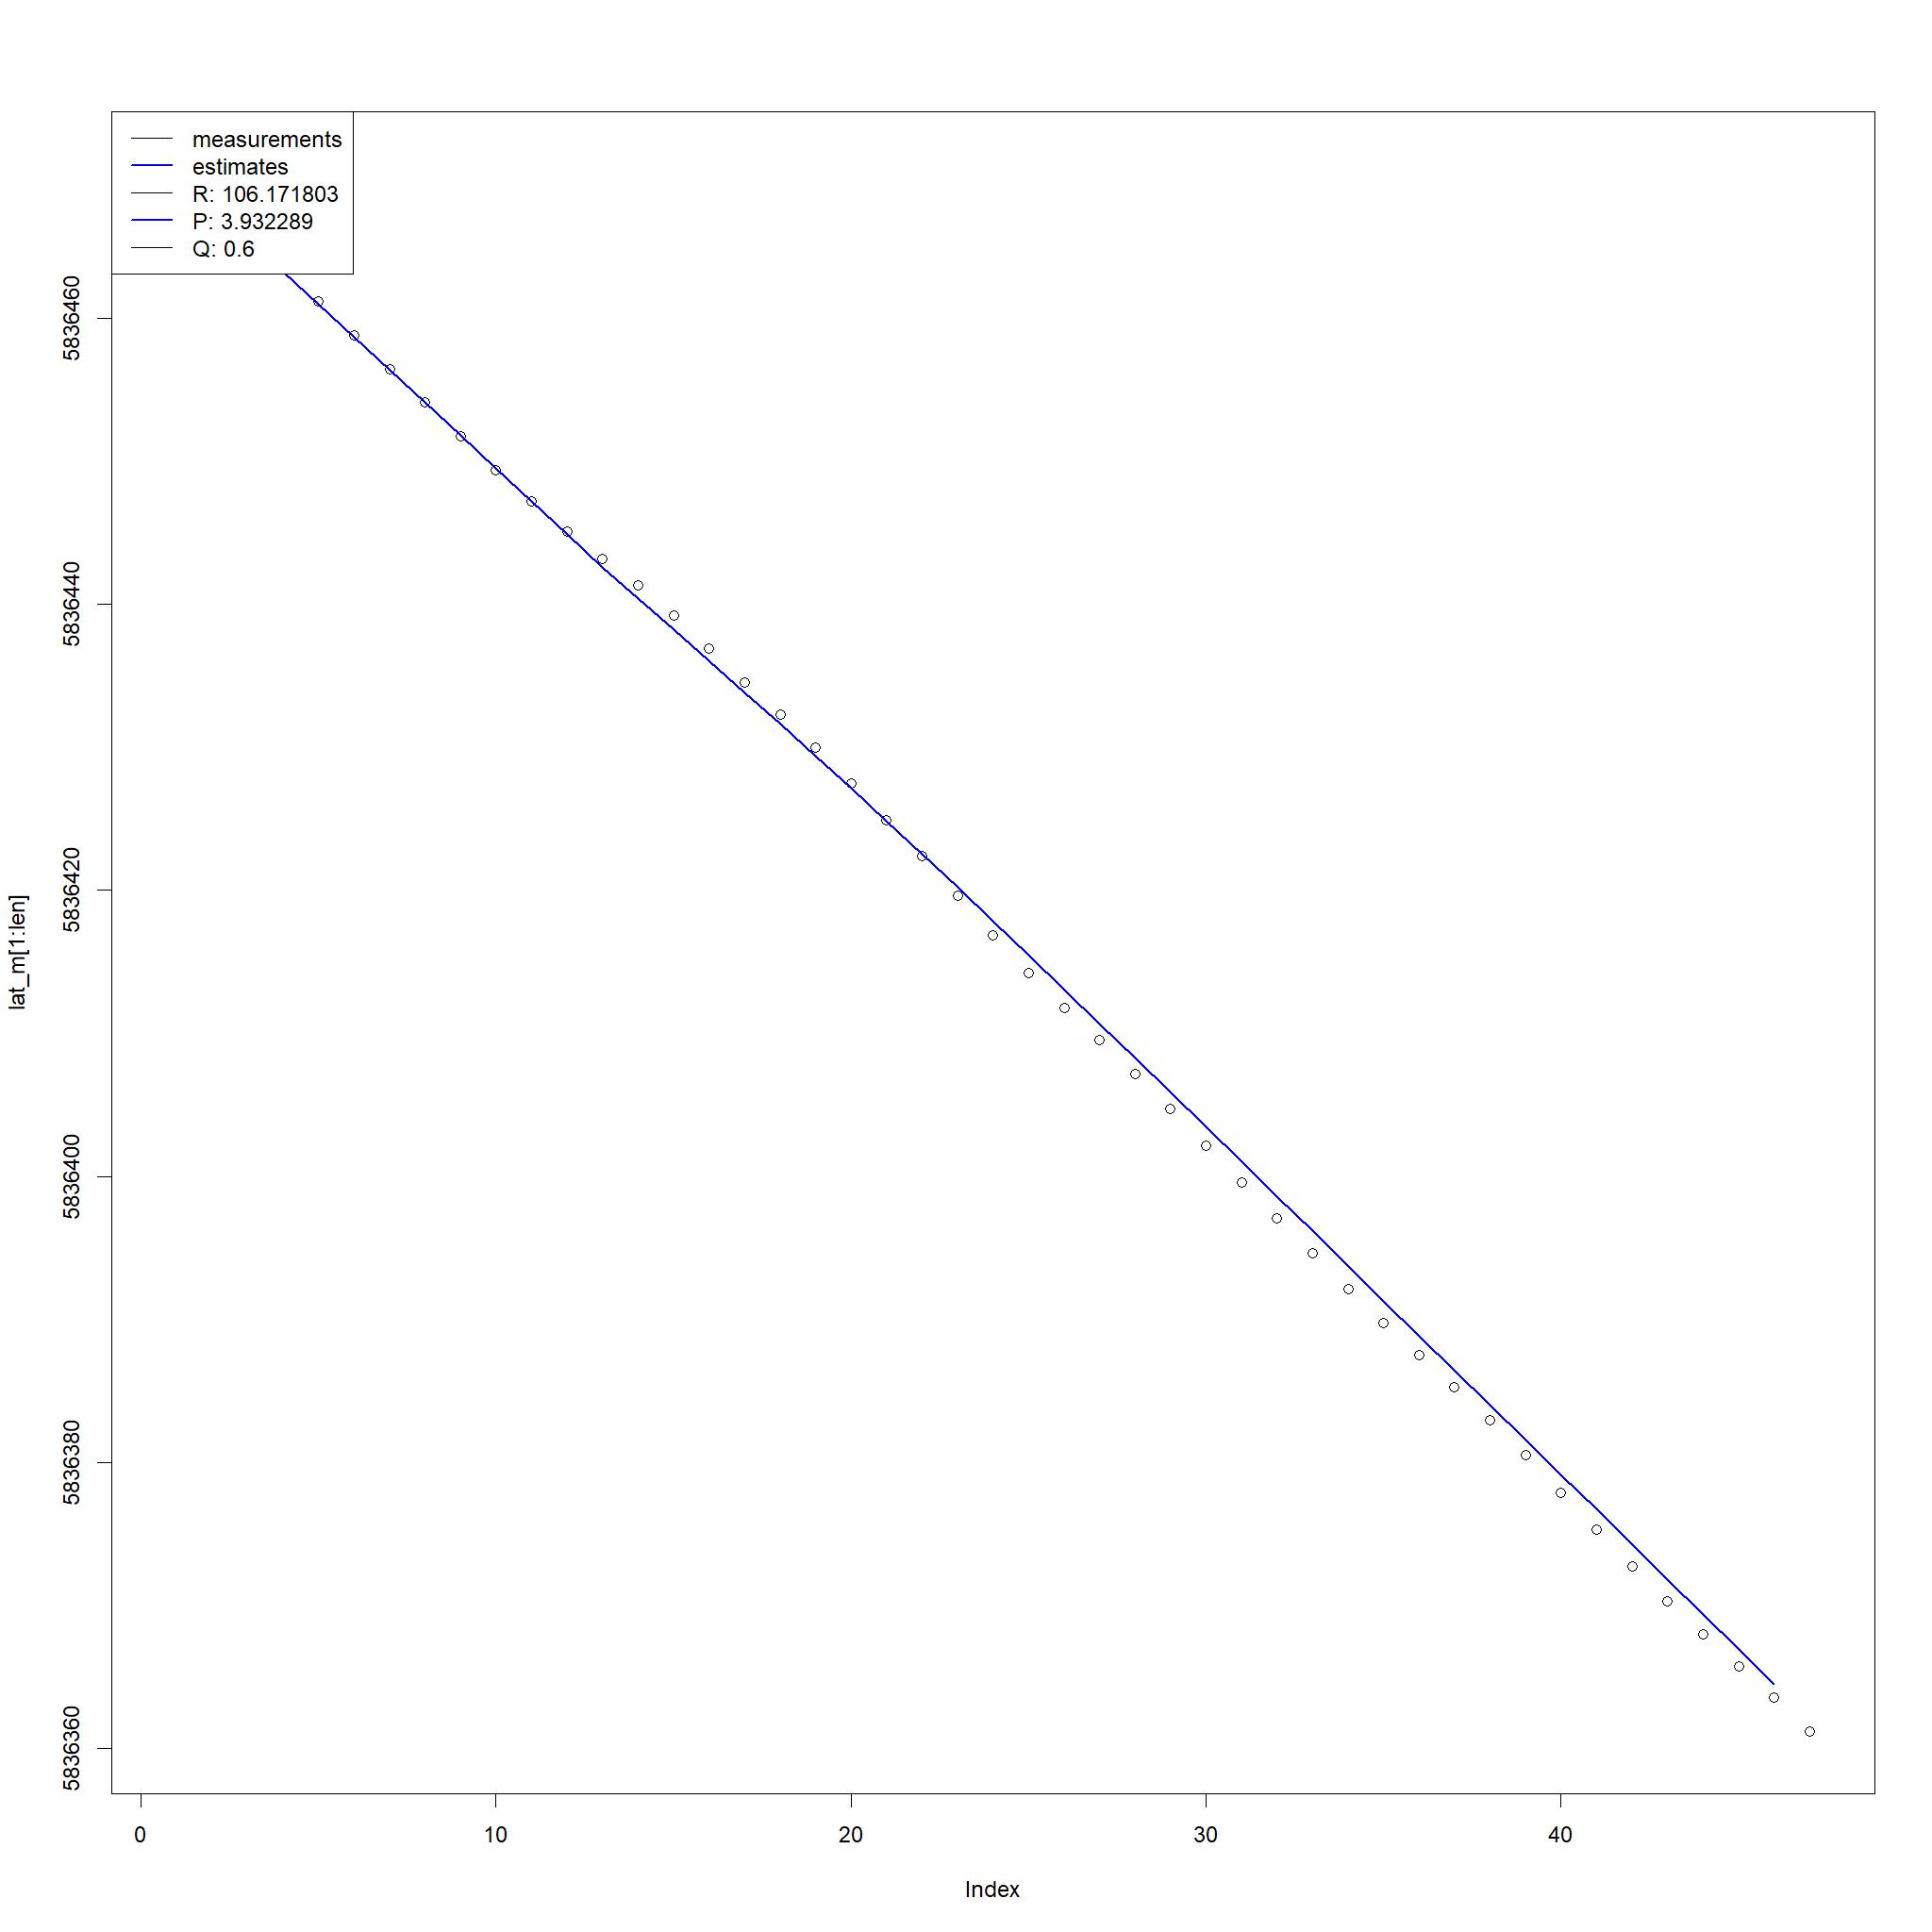 measurements
estimates
R: 106.171803
P: 3.932289
Q: 0.6
5836460
5836440
5836420
5836400
5836380
5836360
lat_m[1:len]
0 10 20 30 40
Index